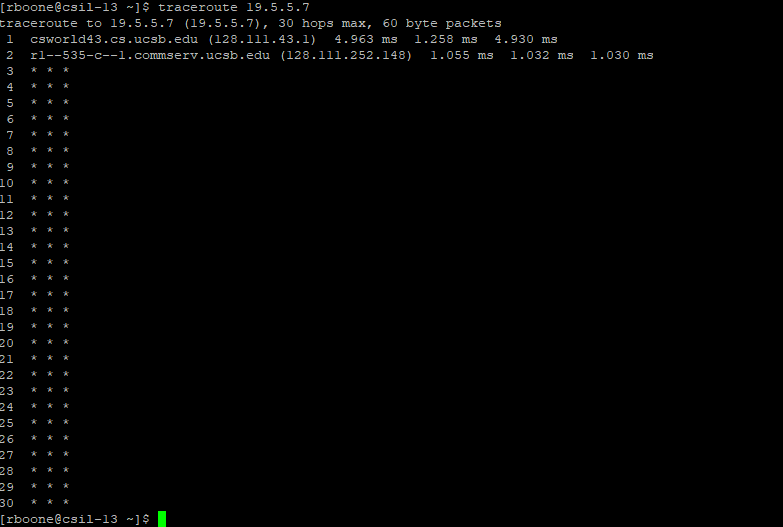 [rboone@csil-13 ~]$ traceroute 19.5.5.7
traceroute to 19.5.5.7 (19.5.5.7), 30 hops max, 60 byte packets
 1  csworld43.cs.ucsb.edu (128.111.43.1)  4.963 ms  1.258 ms  4.930 ms
 2  r1--535-c--1.commserv.ucsb.edu (128.111.252.148)  1.055 ms  1.032 ms  1.030 ms
 3  * * *
 4  * * *
 5  * * *
 6  * * *
 7  * * *
 8  * * *
 9  * * *
10  * * *
11  * * *
12  * * *
13  * * *
14  * * *
15  * * *
16  * * *
17  * * *
18  * * *
19  * * *
20  * * *
21  * * *
22  * * *
23  * * *
24  * * *
25  * * *
26  * * *
27  * * *
28  * * *
29  * * *
30  * * *
[rboone@csil-13 ~]$